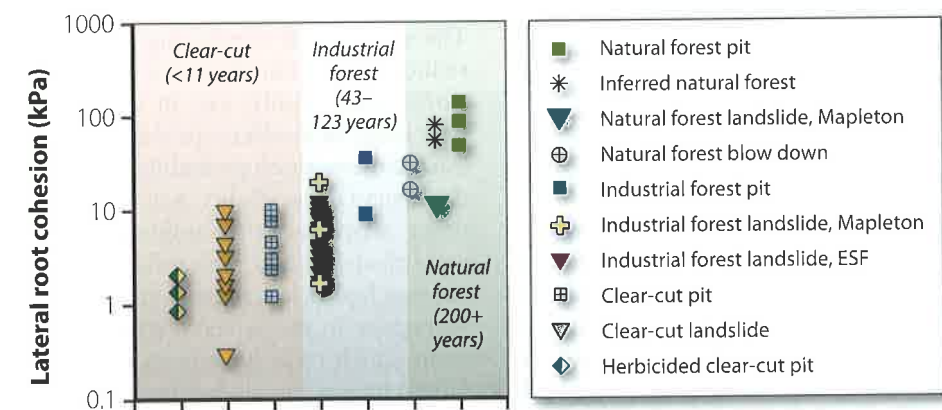 1000
100
10
1
0.1
Lateral root cohesion (kPa)
Clear-cut
(<11 years)
Industrial
forest
(43–
123 years)
Natural
forest
(200+
years)
Natural forest pit
Inferred natural forest
Natural forest landslide, Mapleton
Natural forest blow down
Industrial forest pit
Industrial forest landslide, Mapleton
Industrial forest landslide, ESF
Clear-cut pit
Clear-cut landslide
Herbicided clear-cut pit